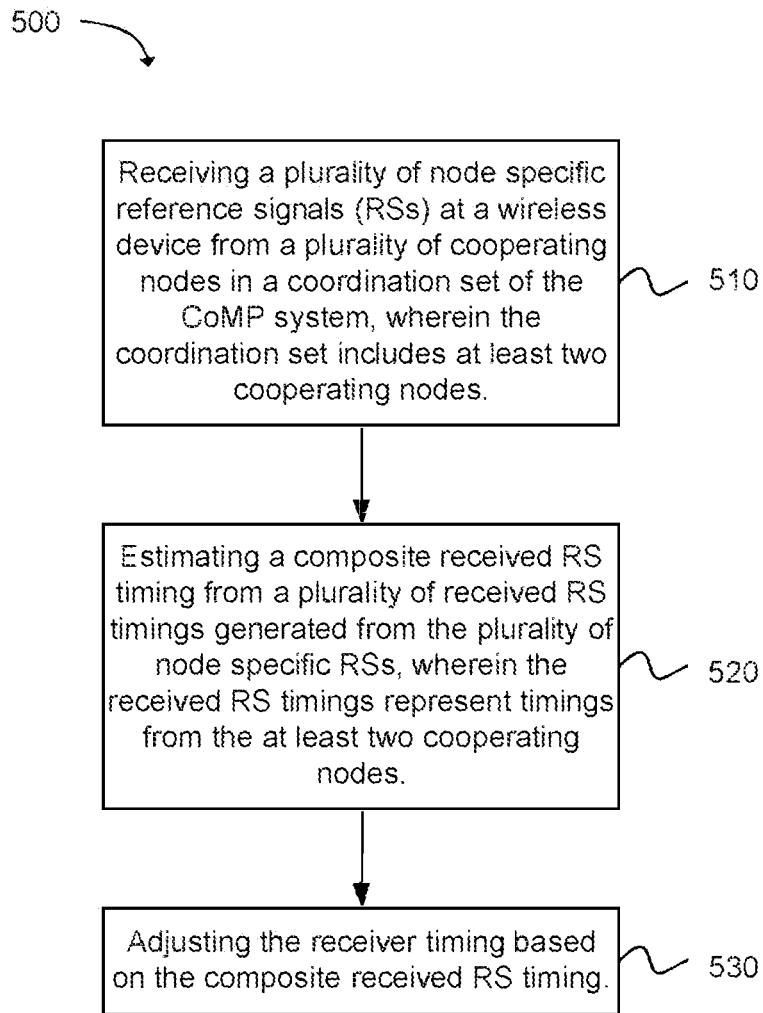 500
Receiving a plurality of node specific
reference signals (RSs) at a wireless
device from a plurality of cooperating
nodes in a coordination set of the
CoMP system, wherein the
coordination set includes at least two
cooperating nodes.
510
Estimating a composite received RS
timing from a plurality of received RS
timings generated from the plurality of
node specific RSs, wherein the
received RS timings represent timings
from the at least two cooperating
nodes.
520
Adjusting the receiver timing based
on the composite received RS timing.
530